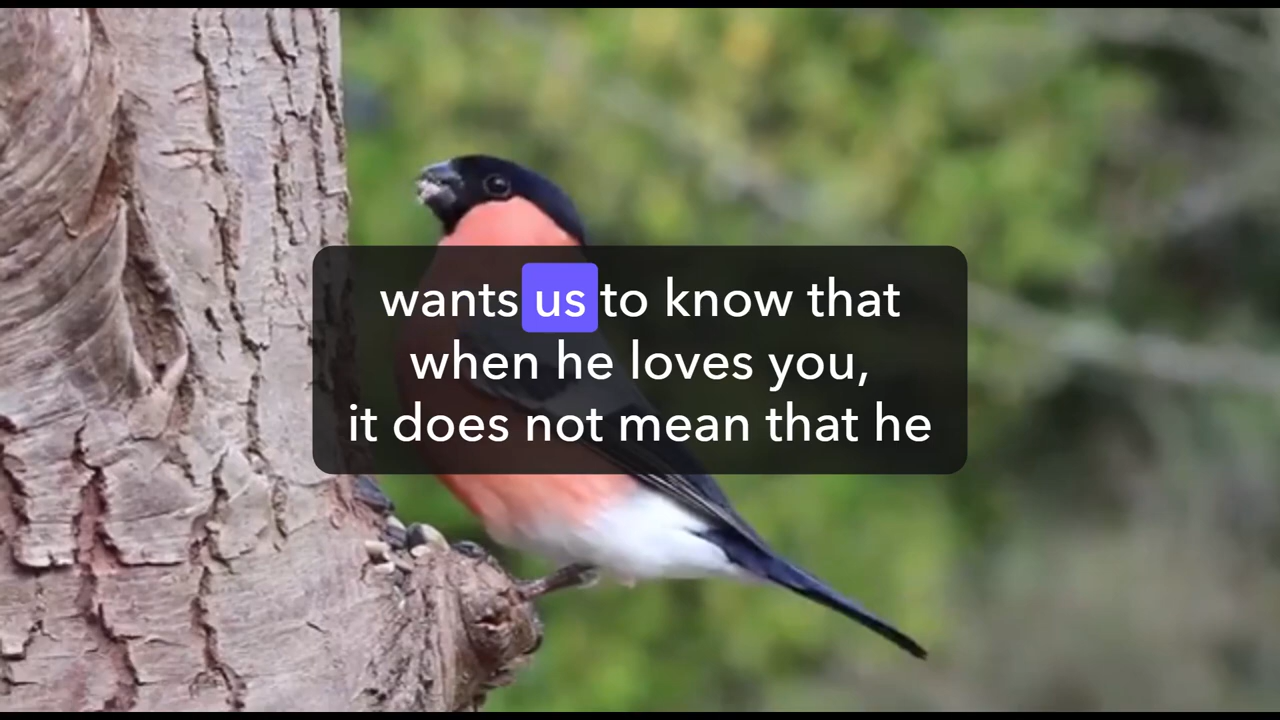 wants us to know that
when he loves you,
it does not mean that he